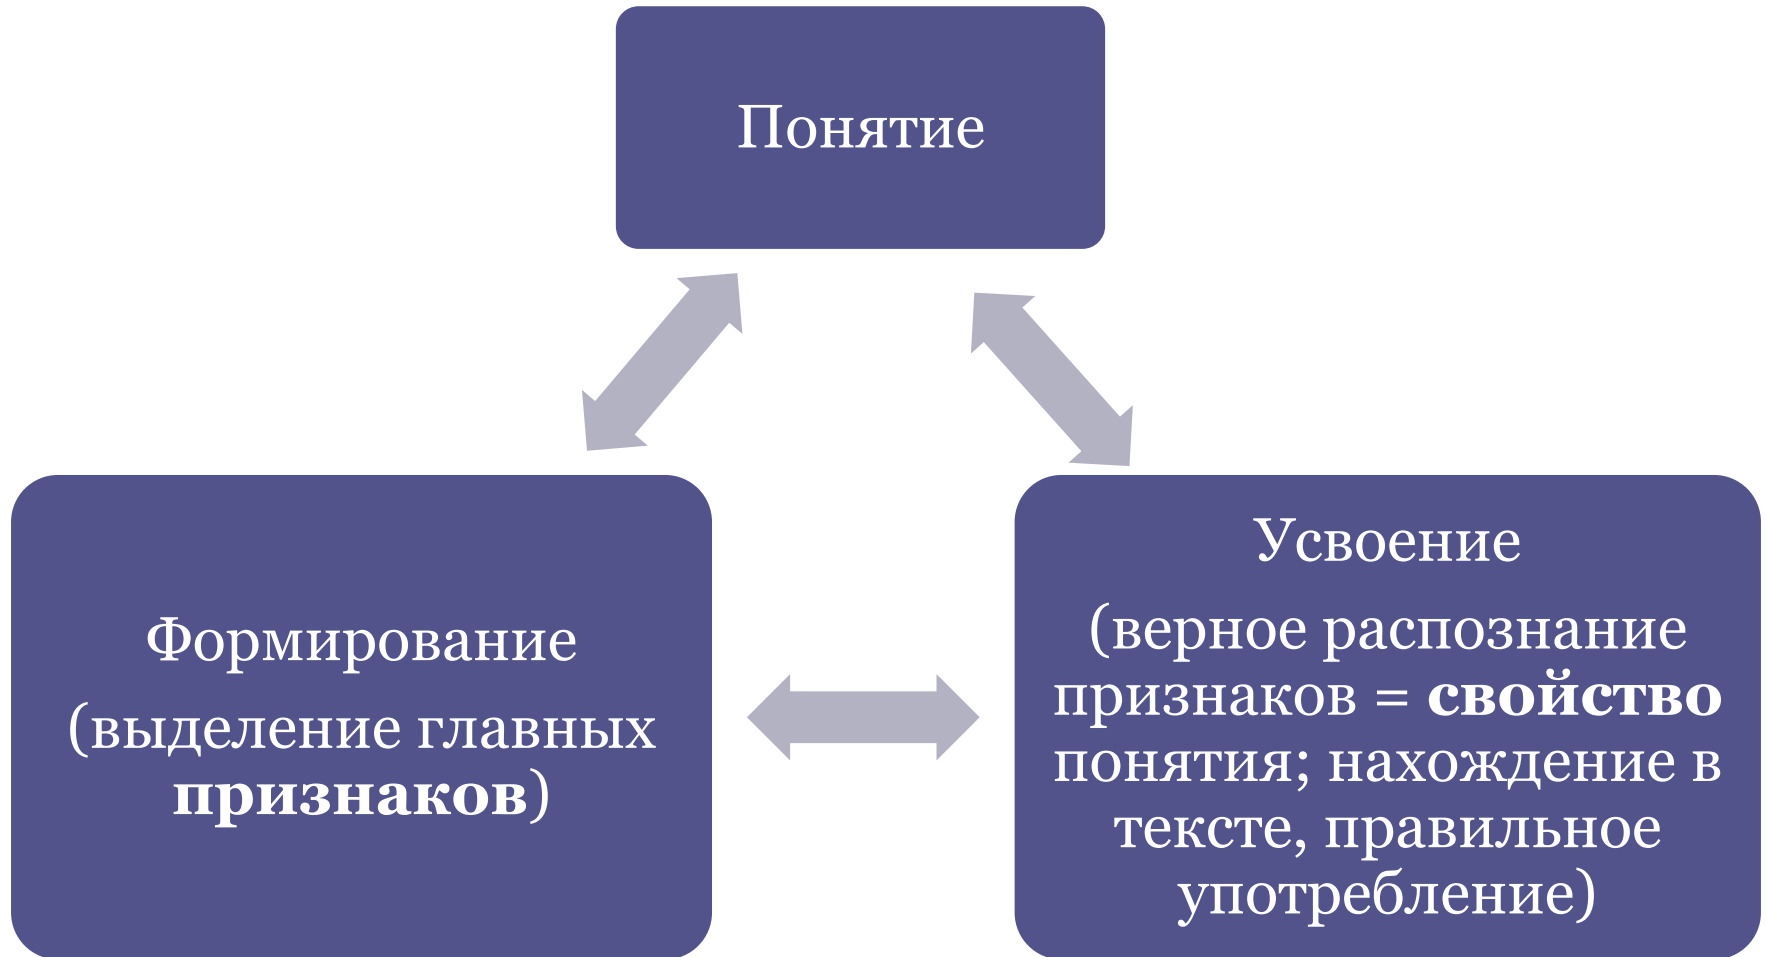 Понятие
Формирование
(выделение главных
признаков)
Усвоение
(верное распознание
признаков = свойство
понятия; нахождение в
тексте, правильное
употребление)